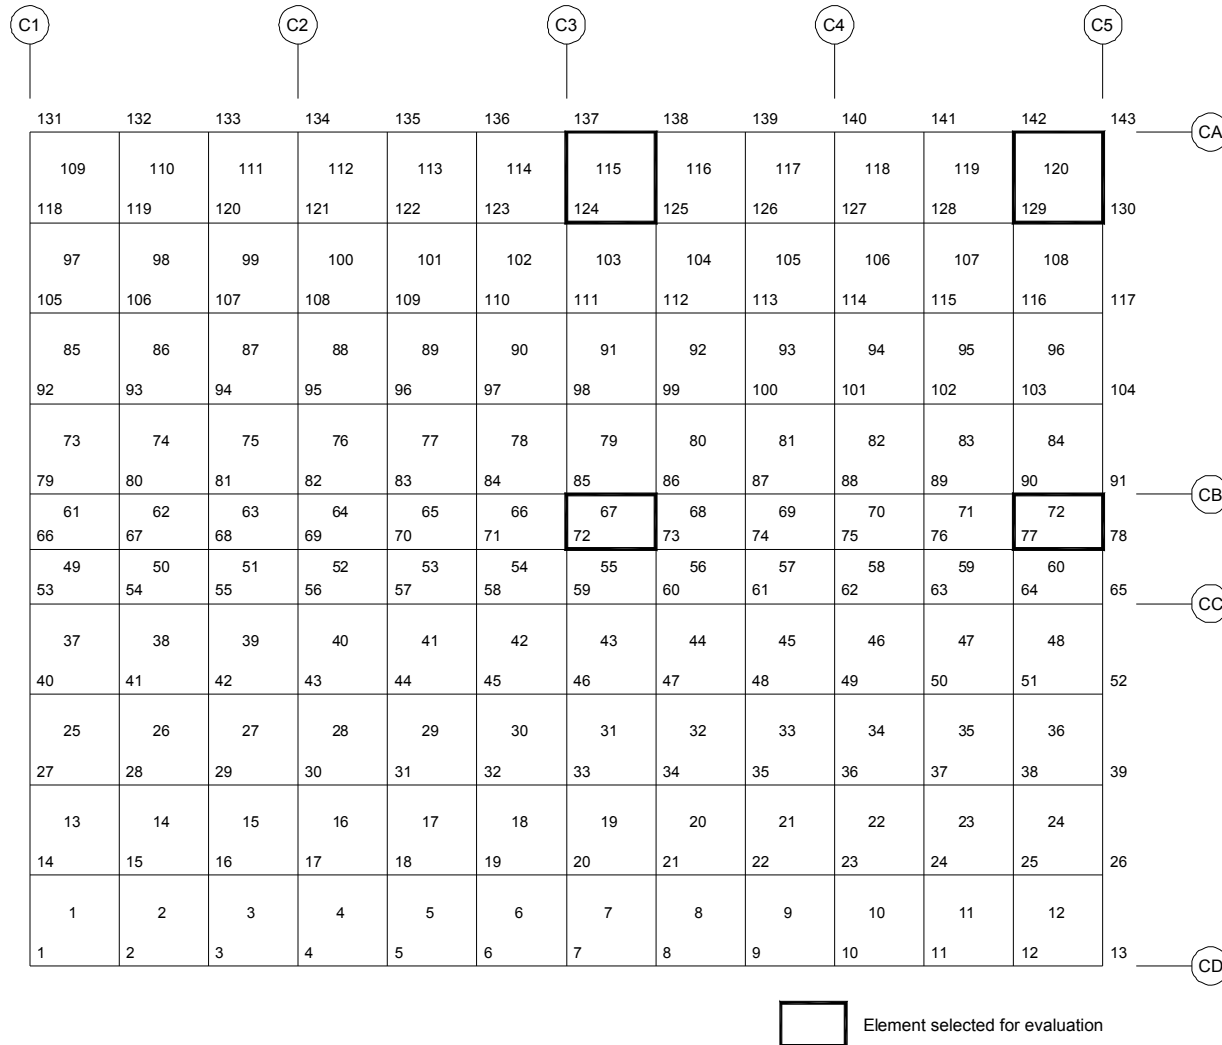 C1 C2 C3 C4 C5
131 132 133 134 135 136 137 138 139 140 141 142 143
CA
109 110 111 112 113 114 115 116 117 118 119 120
118 119 120 121 122 123 124 125 126 127 128 129 130
97 98 99 100 101 102 103 104 105 106 107 108
105 106 107 108 109 110 111 112 113 114 115 116 117
85 86 87 88 89 90 91 92 93 94 95 96
92 93 94 95 96 97 98 99 100 101 102 103 104
73 74 75 76 77 78 79 80 81 82 83 84
79 80 81 82 83 84 85 86 87 88 89 90 91
CB
61 62 63 64 65 66 67 68 69 70 71 72
66 67 68 69 70 71 72 73 74 75 76 77 78
49 50 51 52 53 54 55 56 57 58 59 60
53 54 55 56 57 58 59 60 61 62 63 64 65
CC
37 38 39 40 41 42 43 44 45 46 47 48
40 41 42 43 44 45 46 47 48 49 50 51 52
25 26 27 28 29 30 31 32 33 34 35 36
27 28 29 30 31 32 33 34 35 36 37 38 39
13 14 15 16 17 18 19 20 21 22 23 24
14 15 16 17 18 19 20 21 22 23 24 25 26
1 2 3 4 5 6 7 8 9 10 11 12
1 2 3 4 5 6 7 8 9 10 11 12 13
CD
Element selected for evaluation